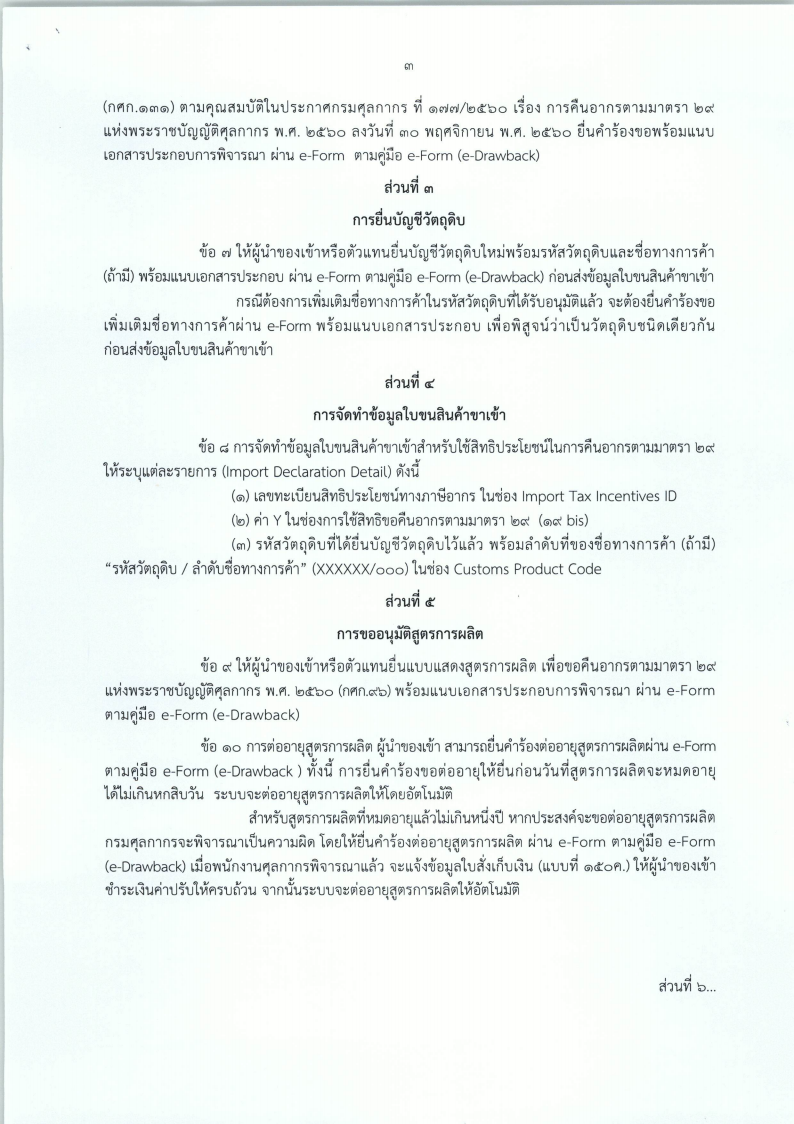 ๓
(กศก.๑๓๑) ตามคุณสมบัติในประกาศกรมศุลกากร ที่ ๑๗๗/๒๕๖๐ เรื่อง การคืนอากรตามมาตรา ๒๙
แห่งพระราชบัญญัติศุลกากร พ.ศ. ๒๕๖๐ ลงวันที่ ๓๐ พฤศจิกายน พ.ศ. ๒๕๖๐ ยื่นคำร้องขอพร้อมแนบ
เอกสารประกอบการพิจารณา ผ่าน e-Form ตามคู่มือ e-Form (e-Drawback)
ส่วนที่ ๓
การยื่นบัญชีวัตถุดิบ
ข้อ ๗ ให้ผู้นำของเข้าหรือตัวแทนยื่นบัญชีวัตถุดิบใหม่พร้อมรหัสวัตถุดิบและชื่อทางการค้า
(ถ้ามี) พร้อมแนบเอกสารประกอบ ผ่าน e-Form ตามคู่มือ e-Form (e-Drawback) ก่อนส่งข้อมูลใบขนสินค้าขาเข้า
กรณีต้องการเพิ่มเติมชื่อทางการค้าในรหัสวัตถุดิบที่ได้รับอนุมัติแล้ว จะต้องยื่นคำร้องขอ
เพิ่มเติมชื่อทางการค้าผ่าน e-Form พร้อมแนบเอกสารประกอบ เพื่อพิสูจน์ว่าเป็นวัตถุดิบชนิดเดียวกัน
ก่อนส่งข้อมูลใบขนสินค้าขาเข้า
ส่วนที่ ๔
การจัดทำข้อมูลใบขนสินค้าขาเข้า
ข้อ ๘ การจัดทำข้อมูลใบขนสินค้าขาเข้าสำหรับใช้สิทธิประโยชน์ในการคืนอากรตามมาตรา ๒๙
ให้ระบุแต่ละรายการ (Import Declaration Detail) ดังนี้
(๑) เลขทะเบียนสิทธิประโยชน์ทางภาษีอากร ในช่อง Import Tax Incentives ID
(๒) ค่า Y ในช่องการใช้สิทธิขอคืนอากรตามมาตรา ๒๙ (๑๙ bis)
(๓) รหัสวัตถุดิบที่ได้ยื่นบัญชีวัตถุดิบไว้แล้ว พร้อมลำดับที่ของชื่อทางการค้า (ถ้ามี)
“รหัสวัตถุดิบ / ลำดับชื่อทางการค้า” (XXXXXX/๐๐๐) ในช่อง Customs Product Code
ส่วนที่ ๕
การขออนุมัติสูตรการผลิต
ข้อ ๙ ให้ผู้นำของเข้าหรือตัวแทนยื่นแบบแสดงสูตรการผลิต เพื่อขอคืนอากรตามมาตรา ๒๙
แห่งพระราชบัญญัติศุลกากร พ.ศ. ๒๕๖๐ (กศก.๙๖) พร้อมแนบเอกสารประกอบการพิจารณา ผ่าน e-Form
ตามคู่มือ e-Form (e-Drawback)
ข้อ ๑๐ การต่ออายุสูตรการผลิต ผู้นำของเข้า สามารถยื่นคำร้องต่ออายุสูตรการผลิตผ่าน e-Form
ตามคู่มือ e-Form (e-Drawback ) ทั้งนี้ การยื่นคำร้องขอต่ออายุให้ยื่นก่อนวันที่สูตรการผลิตจะหมดอายุ
ได้ไม่เกินหกสิบวัน ระบบจะต่ออายุสูตรการผลิตให้โดยอัตโนมัติ
สำหรับสูตรการผลิตที่หมดอายุแล้วไม่เกินหนึ่งปี หากประสงค์จะขอต่ออายุสูตรการผลิต
กรมศุลกากรจะพิจารณาเป็นความผิด โดยให้ยื่นคำร้องต่ออายุสูตรการผลิต ผ่าน e-Form ตามคู่มือ e-Form
(e-Drawback) เมื่อพนักงานศุลกากรพิจารณาแล้ว จะแจ้งข้อมูลใบสั่งเก็บเงิน (แบบที่ ๑๕๐ค.) ให้ผู้นำของเข้า
ชำระเงินค่าปรับให้ครบถ้วน จากนั้นระบบจะต่ออายุสูตรการผลิตให้อัตโนมัติ
ส่วนที่ ๖...